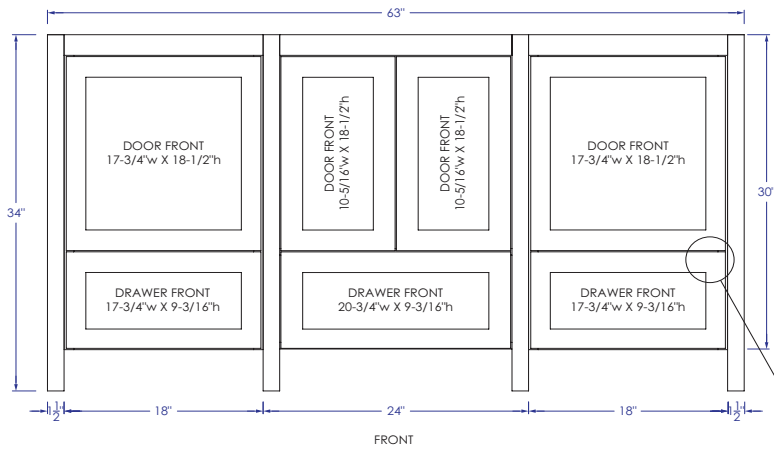 63"
34"
30"
DOOR FRONT
17-3/4"w X 18-1/2"h
DOOR FRONT
10-5/16"w X 18-1/2"h
DOOR FRONT
10-5/16"w X 18-1/2"h
DOOR FRONT
17-3/4"w X 18-1/2"h
DRAWER FRONT
17-3/4"w X 9-3/16"h
DRAWER FRONT
20-3/4"w X 9-3/16"h
DRAWER FRONT
17-3/4"w X 9-3/16"h
1 1/2"
18"
24"
18"
1 1/2"
FRONT